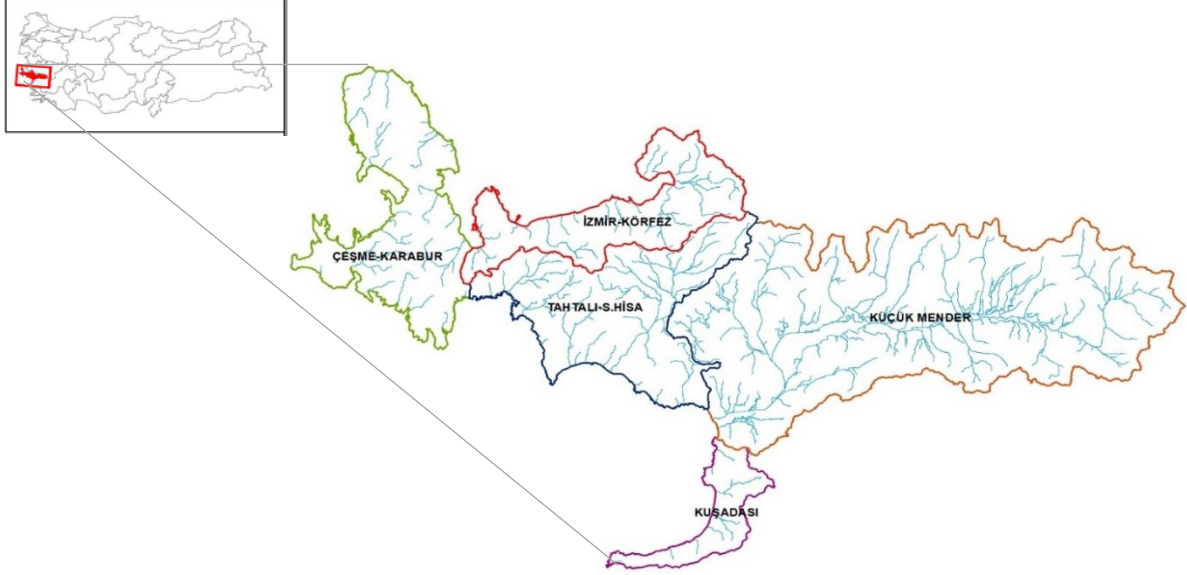 İZMİR-KÖRFEZ
ÇEŞME-KARABUR
TAHTALI-S.HİSA
KÜÇÜK MENDER
KUŞADASI